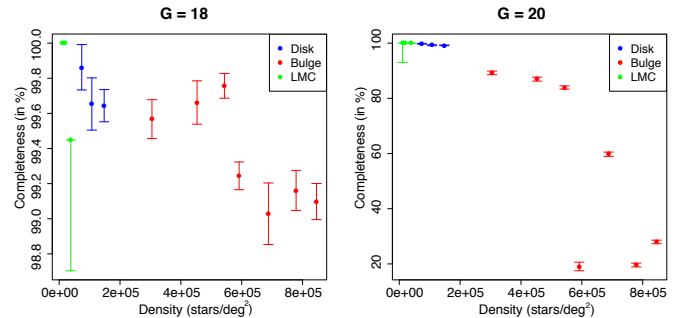 G = 18
Completeness (in %)
100.0
99.8
99.6
99.4
99.2
99.0
98.8
Disk
Bulge
LMC
0e+00 2e+05 4e+05 6e+05 8e+05
Density (stars/deg²)
G = 20
Completeness (in %)
100
80
60
40
20
Disk
Bulge
LMC
0e+00 2e+05 4e+05 6e+05 8e+05
Density (stars/deg²)